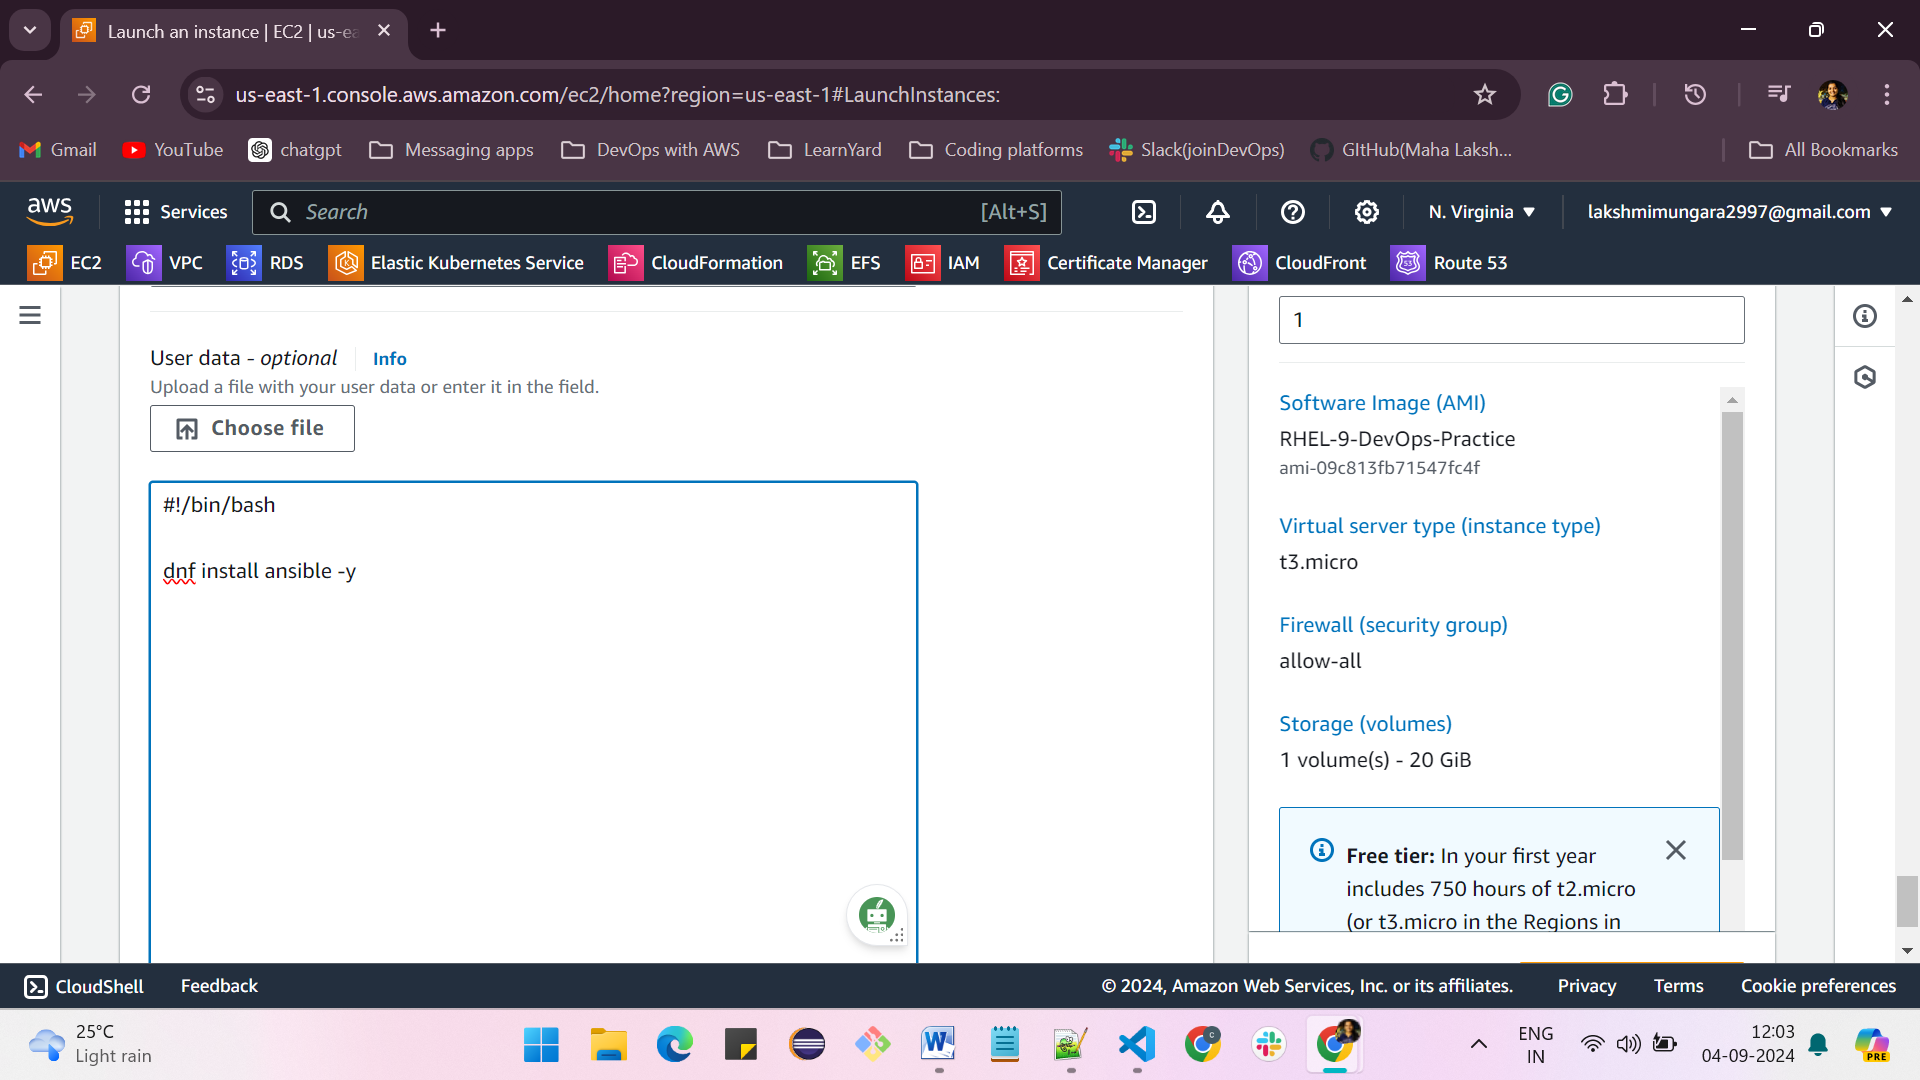 Launch an instance | EC2 | us-ea
us-east-1.console.aws.amazon.com/ec2/home?region=us-east-1#LaunchInstances:
Gmail
YouTube
chatgpt
Messaging apps
DevOps with AWS
LearnYard
Coding platforms
Slack(joinDevOps)
GItHub(Maha Laksh...
All Bookmarks
aws
Services
Search
[Alt+S]
N. Virginia
lakshmimungara2997@gmail.com
EC2
VPC
RDS
Elastic Kubernetes Service
CloudFormation
EFS
IAM
Certificate Manager
CloudFront
Route 53
User data - optional
Info
Upload a file with your user data or enter it in the field.
Choose file
#!/bin/bash
dnf install ansible -y
1
Software Image (AMI)
RHEL-9-DevOps-Practice
ami-09c813fb71547fc4f
Virtual server type (instance type)
t3.micro
Firewall (security group)
allow-all
Storage (volumes)
1 volume(s) - 20 GiB
Free tier: In your first year
includes 750 hours of t2.micro
(or t3.micro in the Regions in
CloudShell
Feedback
© 2024, Amazon Web Services, Inc. or its affiliates.
Privacy
Terms
Cookie preferences
25°C
Light rain
ENG
IN
12:03
04-09-2024
PRE